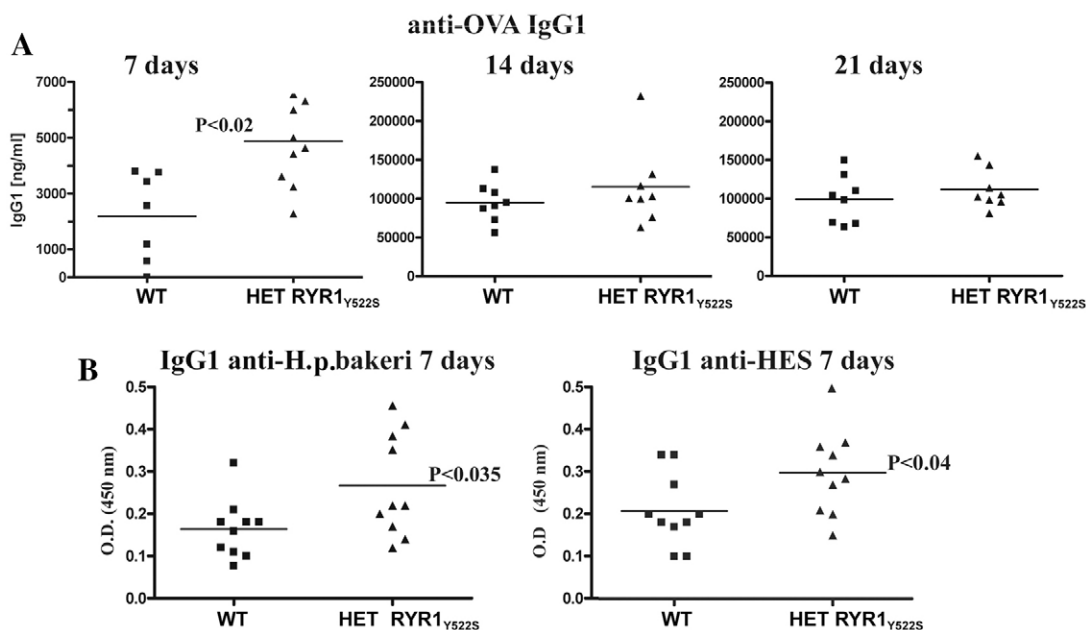 anti-OVA IgG1
A
7 days
14 days
21 days
IgG1 [ng/ml]
7000
5000
3000
1000
0
P<0.02
WT
HET RYR1Y522S
250000
200000
150000
100000
50000
0
WT
HET RYR1Y522S
250000
200000
150000
100000
50000
0
WT
HET RYR1Y522S
B
IgG1 anti-H.p.bakeri 7 days
IgG1 anti-HES 7 days
O.D. (450 nm)
0.5
0.4
0.3
0.2
0.1
0.0
P<0.035
WT
HET RYR1Y522S
O.D (450 nm)
0.5
0.4
0.3
0.2
0.1
0.0
P<0.04
WT
HET RYR1Y522S